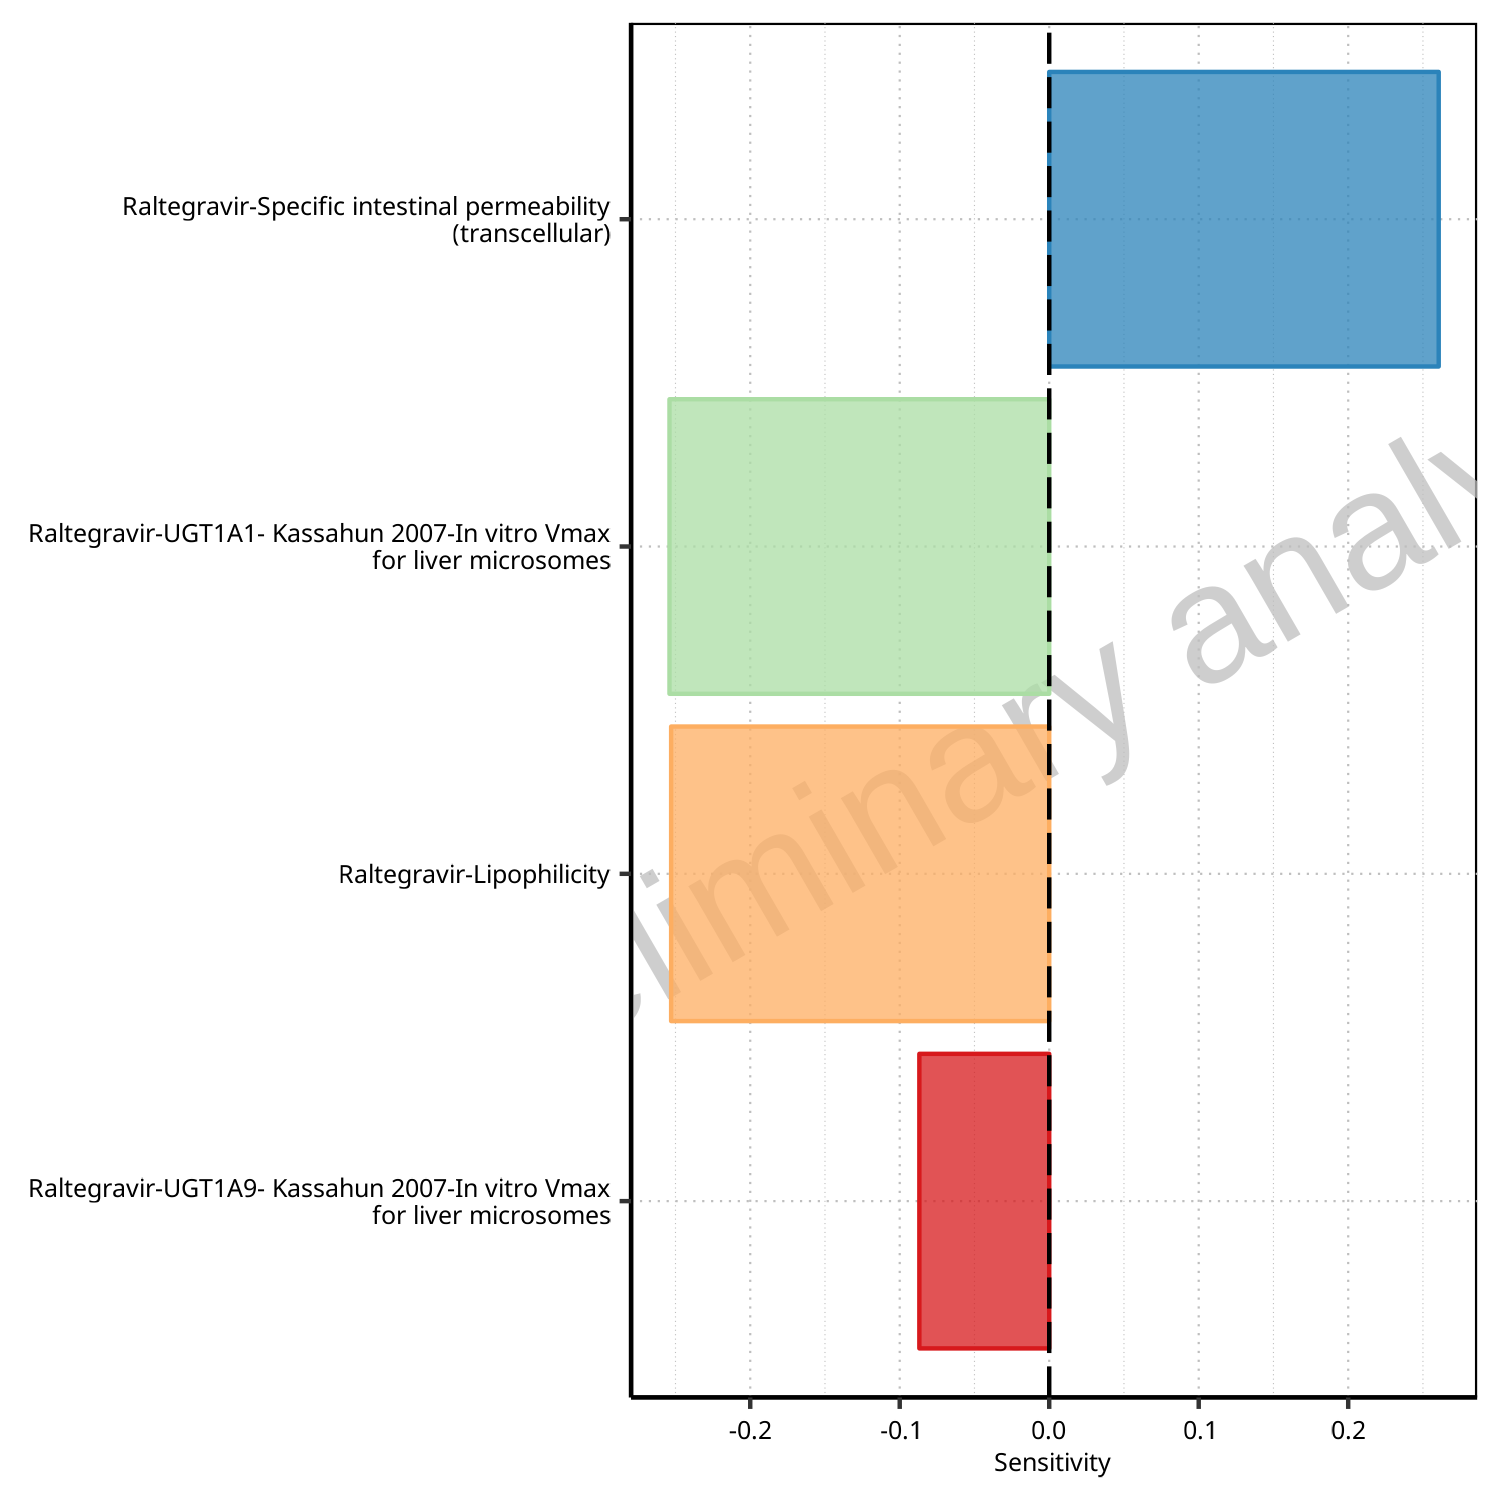 Raltegravir-Specific intestinal permeability
(transcellular)
Raltegravir-UGT1A1- Kassahun 2007-In vitro Vmax
for liver microsomes
Raltegravir-Lipophilicity
Raltegravir-UGT1A9- Kassahun 2007-In vitro Vmax
for liver microsomes
liminary analy
-0.2 -0.1 0.0 0.1 0.2
Sensitivity